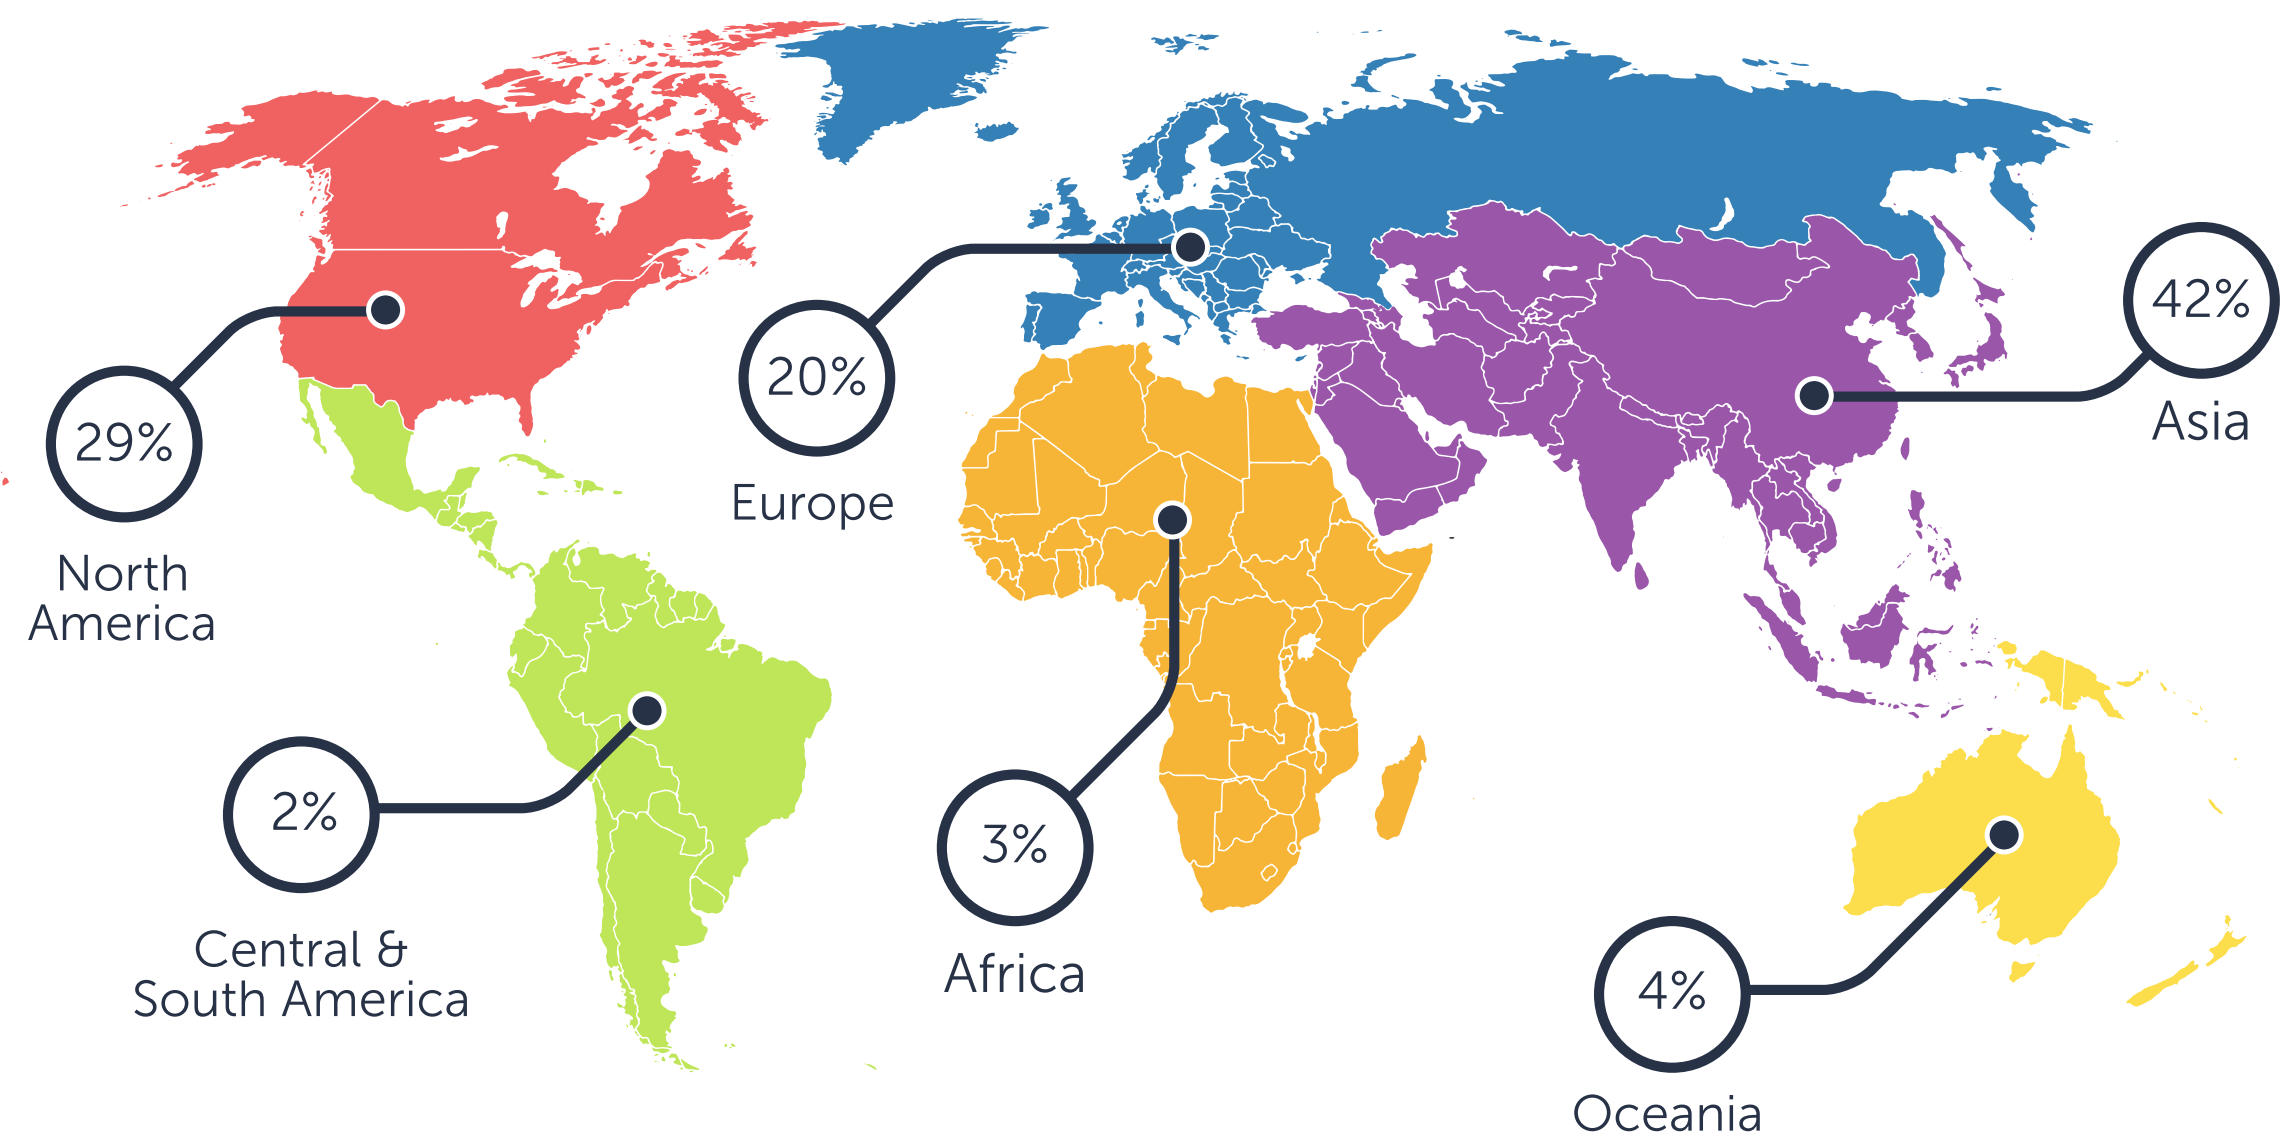 29%
North
America
20%
Europe
42%
Asia
2%
Central &
South America
3%
Africa
4%
Oceania